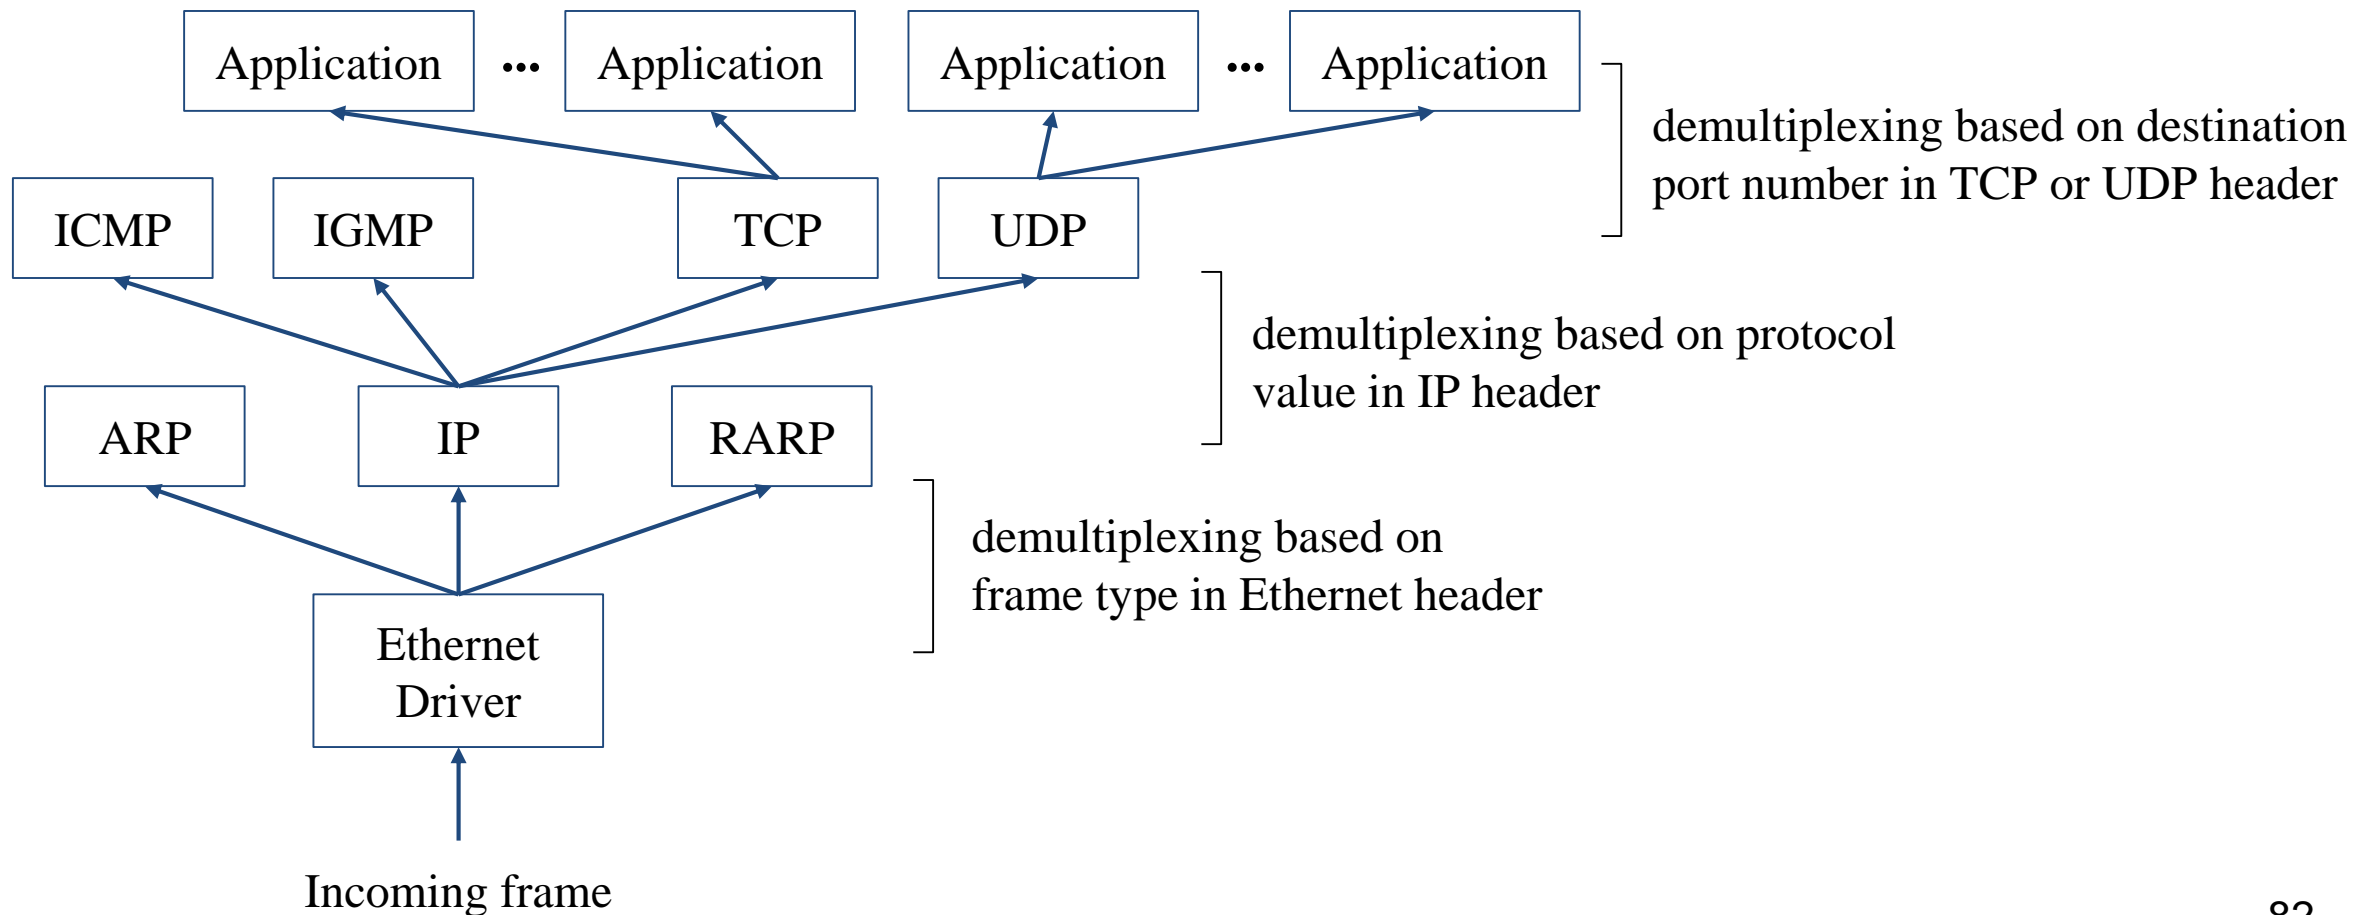 Application ... Application Application ... Application
demultiplexing based on destination
port number in TCP or UDP header
ICMP IGMP TCP UDP
demultiplexing based on protocol
value in IP header
ARP IP RARP
demultiplexing based on
frame type in Ethernet header
Ethernet
Driver
Incoming frame